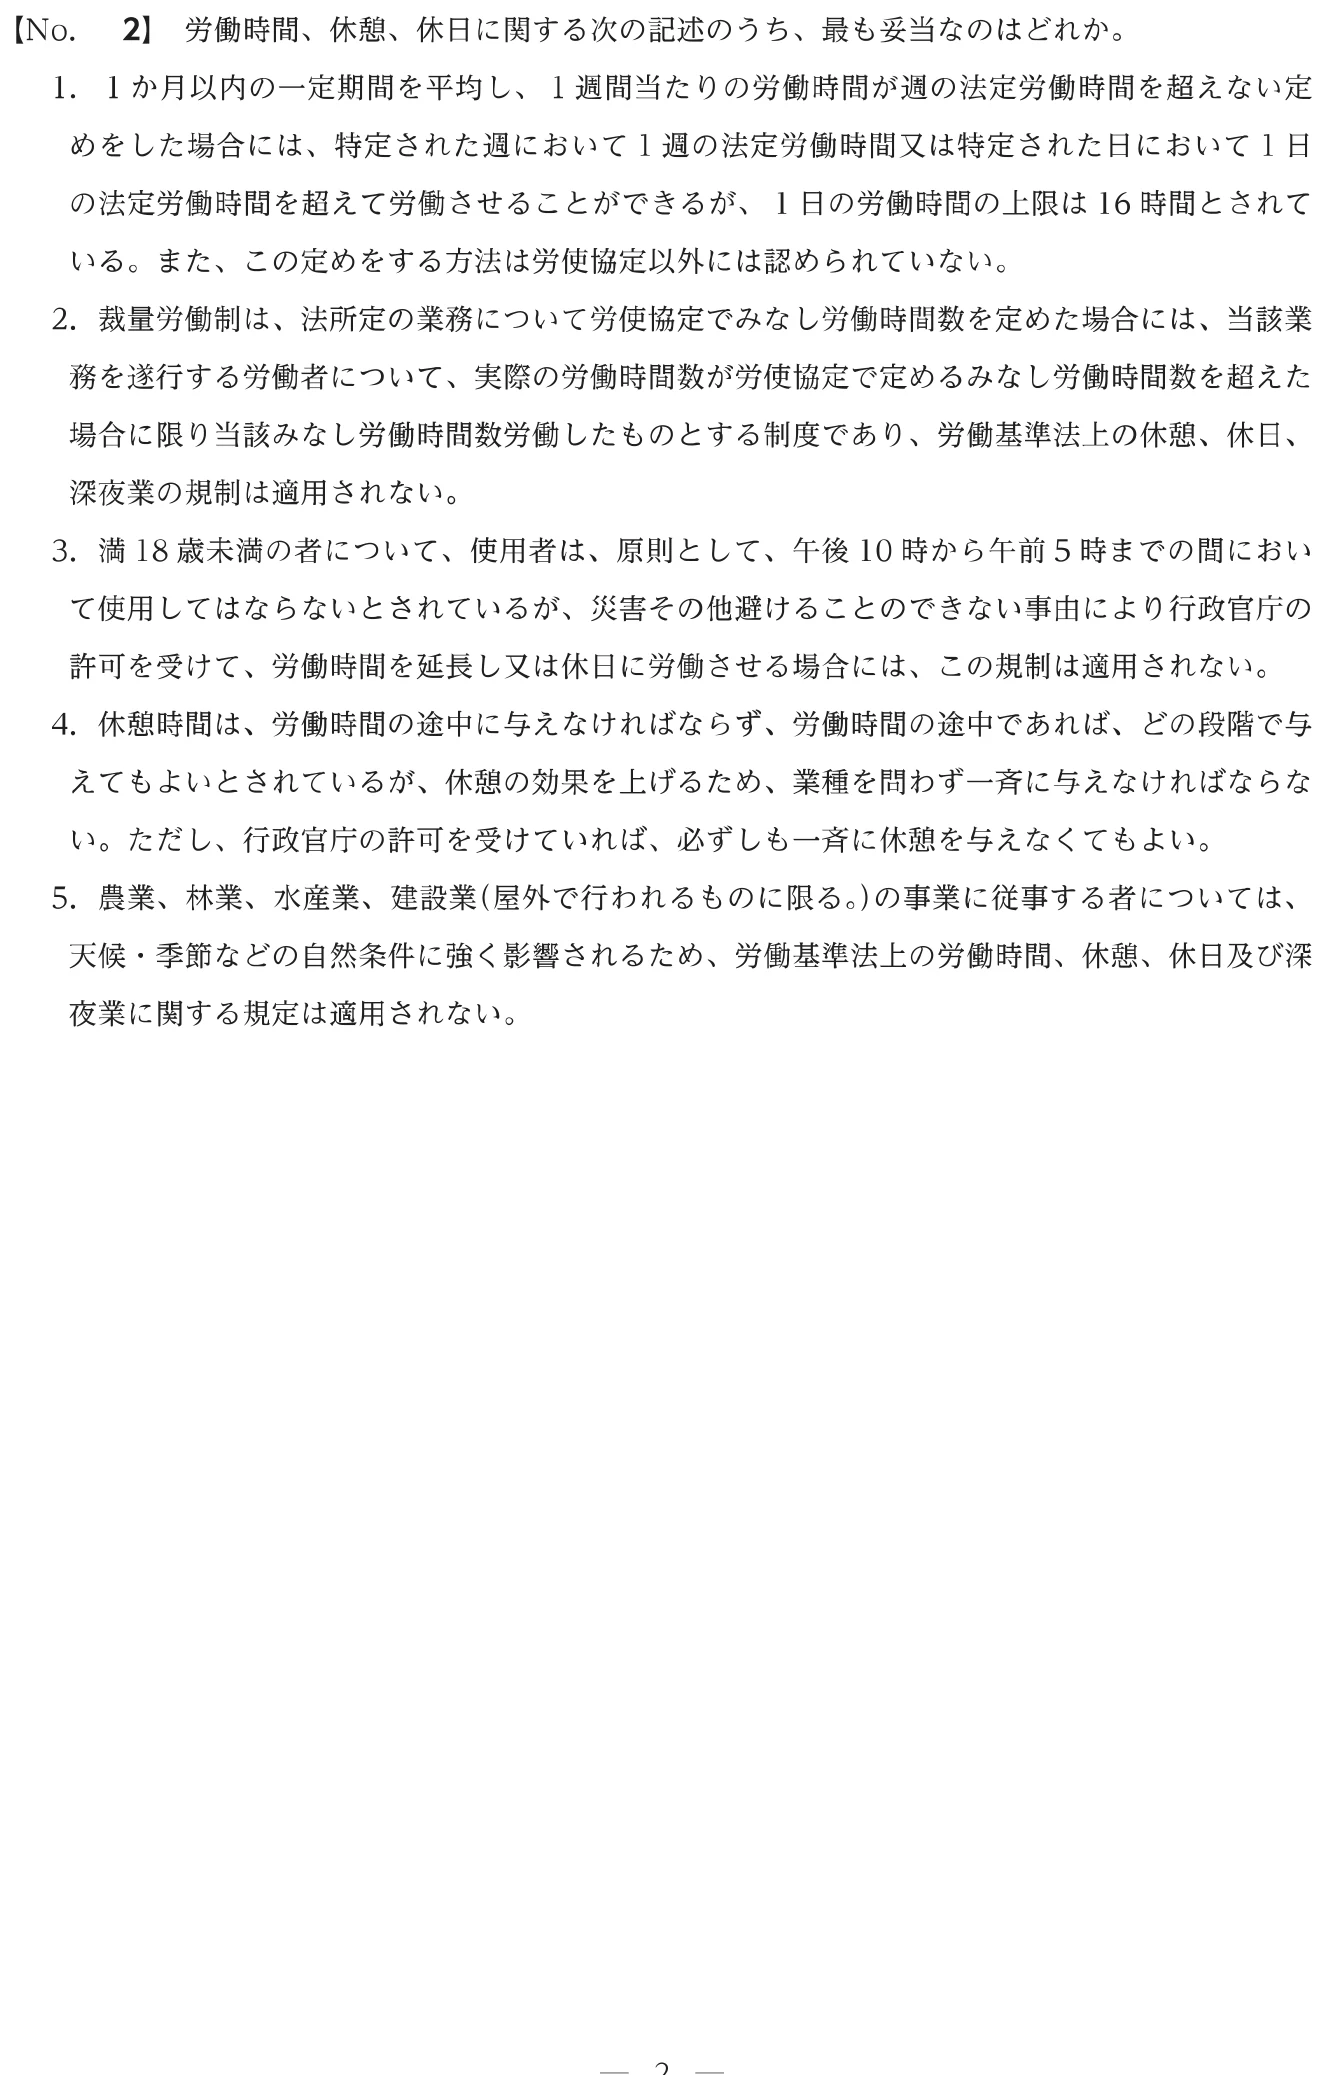 【No. 2】 労働時間、休憩、休日に関する次の記述のうち、最も妥当なのはどれか。
1. 1か月以内の一定期間を平均し、1週間当たりの労働時間が週の法定労働時間を超えない定
めをした場合には、特定された週において1週の法定労働時間又は特定された日において1日
の法定労働時間を超えて労働させることができるが、1日の労働時間の上限は16時間とされて
いる。また、この定めをする方法は労使協定以外には認められていない。
2. 裁量労働制は、法所定の業務について労使協定でみなし労働時間数を定めた場合には、当該業
務を遂行する労働者について、実際の労働時間数が労使協定で定めるみなし労働時間数を超えた
場合に限り当該みなし労働時間数労働したものとする制度であり、労働基準法上の休憩、休日、
深夜業の規制は適用されない。
3. 満18歳未満の者について、使用者は、原則として、午後10時から午前5時までの間におい
て使用してはならないとされているが、災害その他避けることのできない事由により行政官庁の
許可を受けて、労働時間を延長し又は休日に労働させる場合には、この規制は適用されない。
4. 休憩時間は、労働時間の途中に与えなければならず、労働時間の途中であれば、どの段階で与
えてもよいとされているが、休憩の効果を上げるため、業種を問わず一斉に与えなければならな
い。ただし、行政官庁の許可を受けていれば、必ずしも一斉に休憩を与えなくてもよい。
5. 農業、林業、水産業、建設業(屋外で行われるものに限る。)の事業に従事する者については、
天候・季節などの自然条件に強く影響されるため、労働基準法上の労働時間、休憩、休日及び深
夜業に関する規定は適用されない。
— 2 —